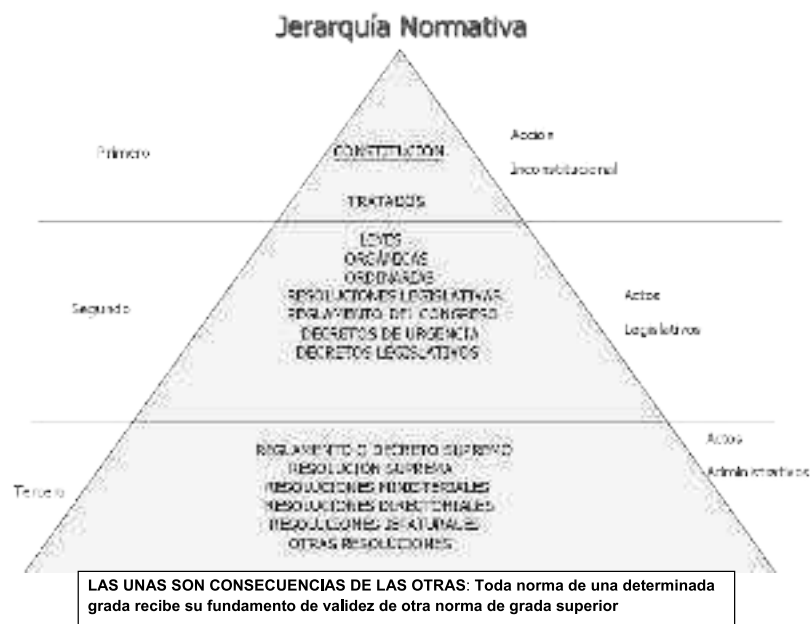 Jerarquía Normativa
Primero
CONSTITUCION
Accion
Inconstitucional
TRATADOS
LEYES
ORGÁNICAS
ORDINARIAS
RESOLUCIONES LEGISLATIVAS
REGLAMENTO DEL CONGRESO
DECRETOS DE URGENCIA
DECRETOS LEGISLATIVOS
Segundo
Actos
Legislativos
REGLAMENTO O DECRETO SUPREMO
RESOLUCIÓN SUPREMA
RESOLUCIONES MINISTERIALES
RESOLUCIONES DIRECTORIALES
RESOLUCIONES JEFATURALES
OTRAS RESOLUCIONES
Tercero
Actos
Administrativos
LAS UNAS SON CONSECUENCIAS DE LAS OTRAS: Toda norma de una determinada
grada recibe su fundamento de validez de otra norma de grada superior